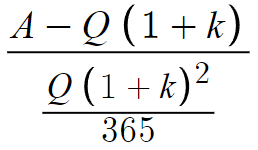 A − Q (1 + k)
Q (1 + k)²
365